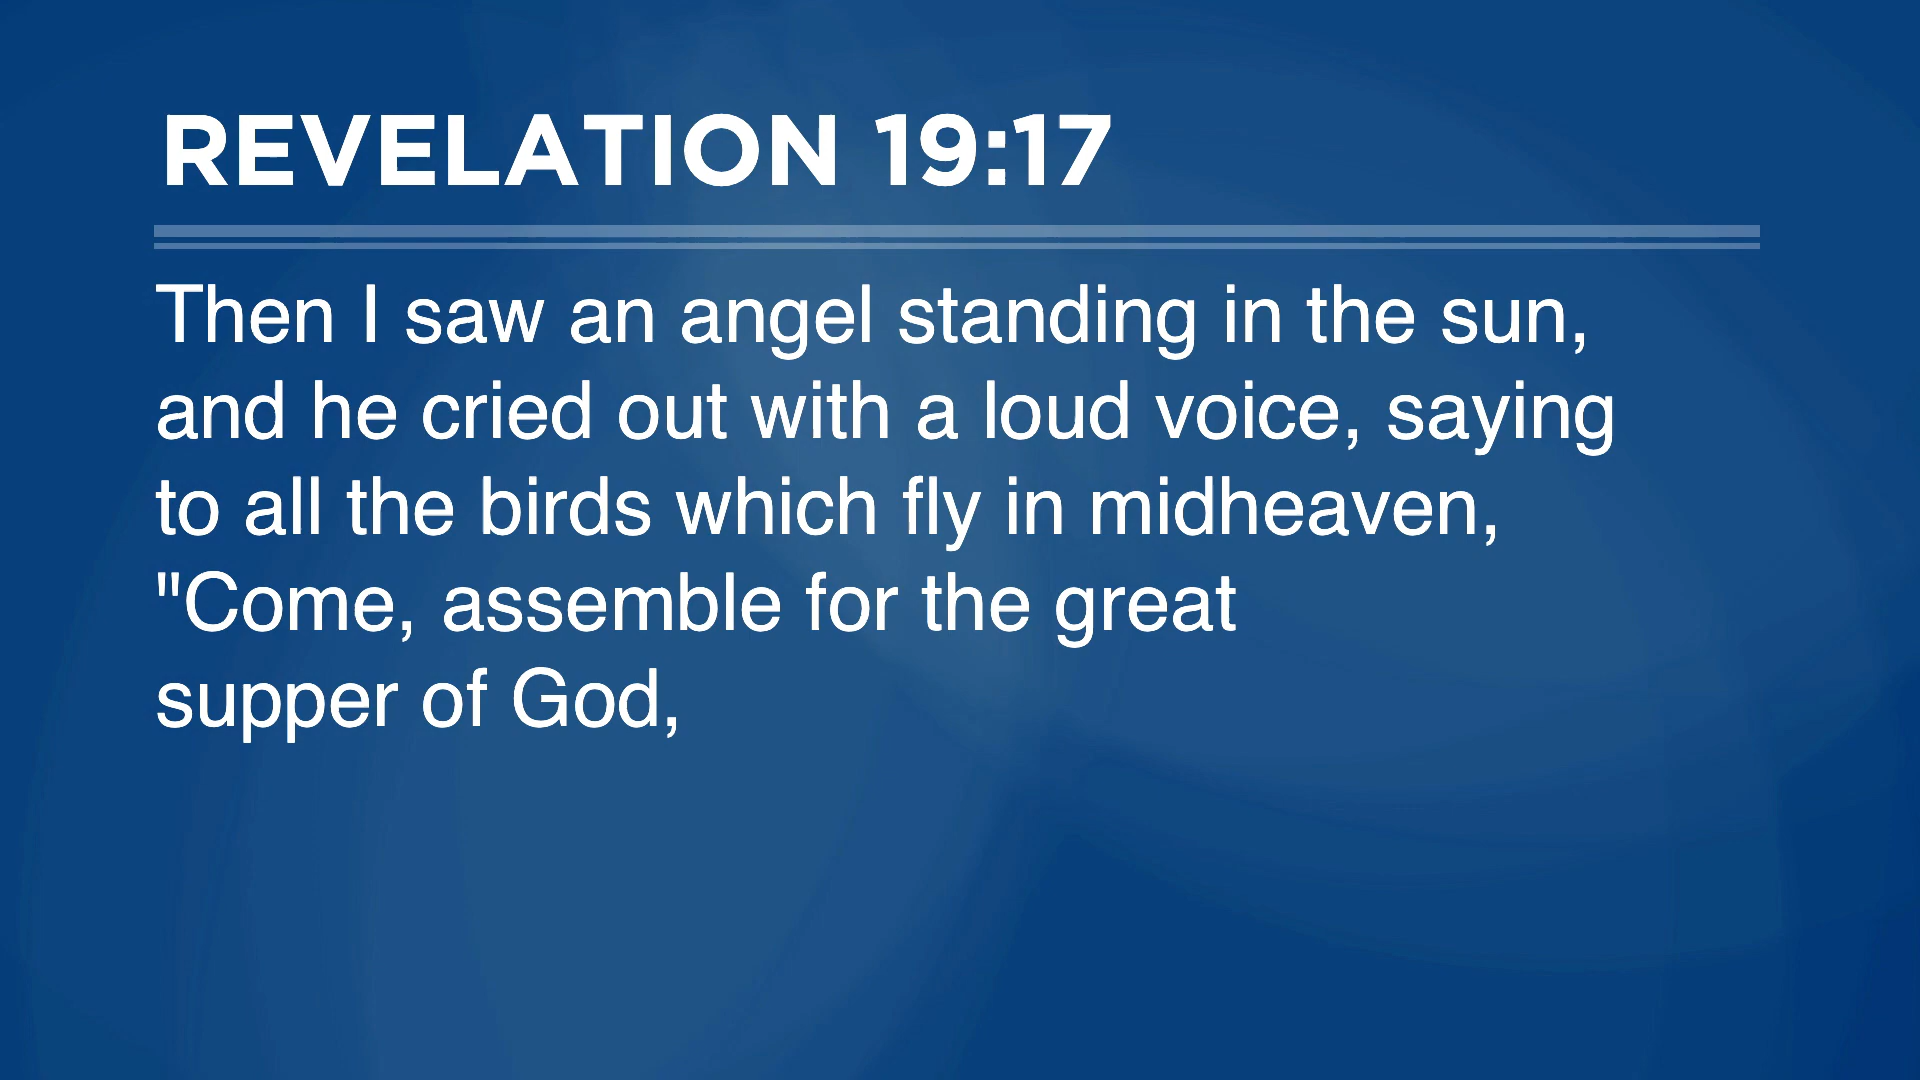 REVELATION 19:17
Then I saw an angel standing in the sun,
and he cried out with a loud voice, saying
to all the birds which fly in midheaven,
"Come, assemble for the great
supper of God,